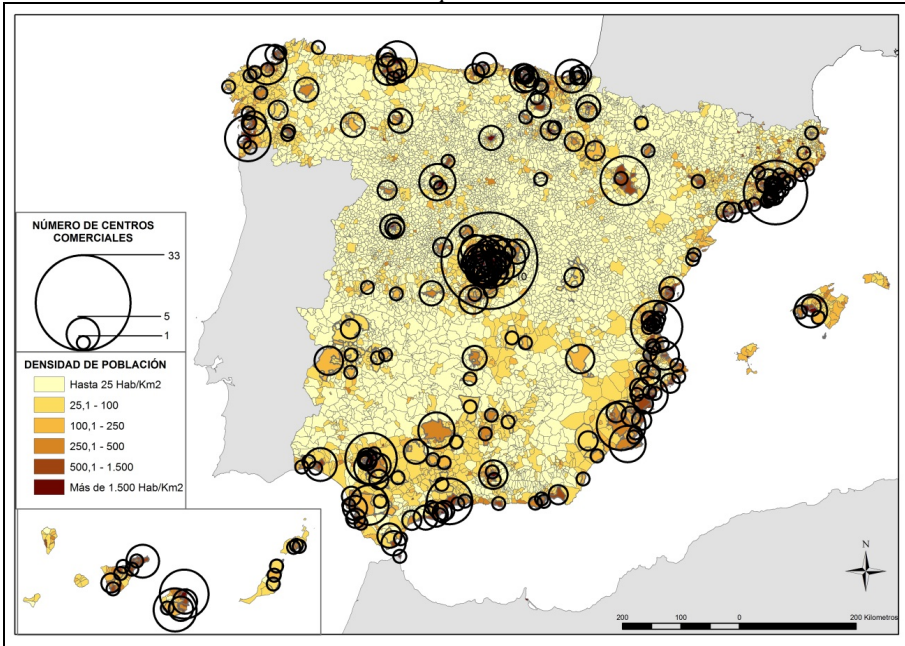 NÚMERO DE CENTROS
COMERCIALES
33
5
1
DENSIDAD DE POBLACIÓN
Hasta 25 Hab/Km2
25,1 - 100
100,1 - 250
250,1 - 500
500,1 - 1.500
Más de 1.500 Hab/Km2
10
N
200 100 0 200 Kilometros